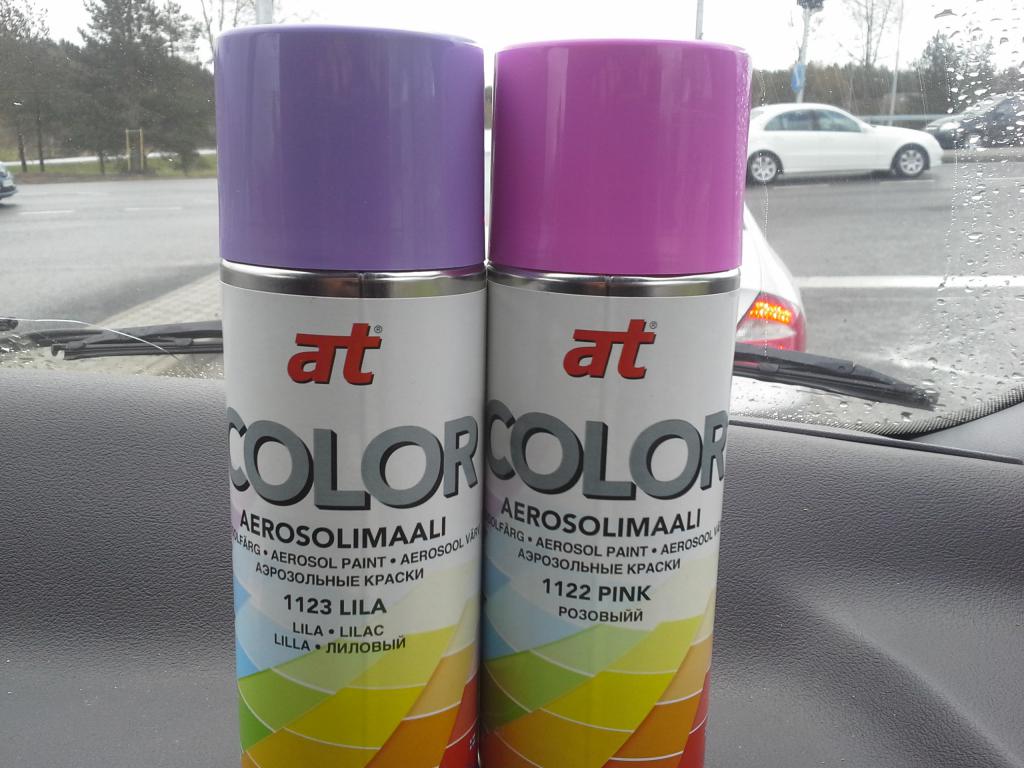 at®
COLOR
AEROSOLIMAALI
• AEROSOL PAINT • AEROSOOL
АЭРОЗОЛЬНЫЕ КРАСКИ
1123 LILA
LILA • LILAC
LILLA • ЛИЛОВЫЙ
at®
COLOR
AEROSOLIMAALI
• AEROSOL PAINT • AEROSOOL
АЭРОЗОЛЬНЫЕ КРАСКИ
1122 PINK
РОЗОВЫЙЙ